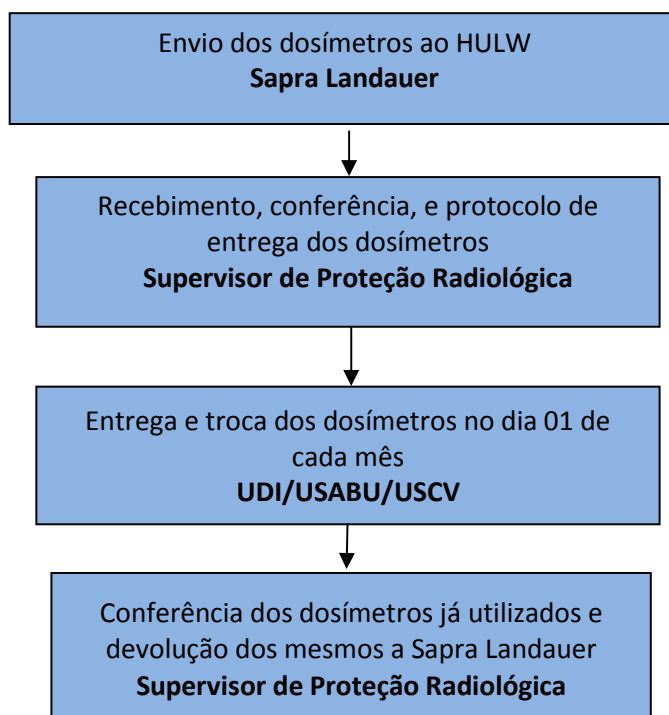 Envio dos dosímetros ao HULW
Sapra Landauer
Recebimento, conferência, e protocolo de
entrega dos dosímetros
Supervisor de Proteção Radiológica
Entrega e troca dos dosímetros no dia 01 de
cada mês
UDI/USABU/USCV
Conferência dos dosímetros já utilizados e
devolução dos mesmos a Sapra Landauer
Supervisor de Proteção Radiológica